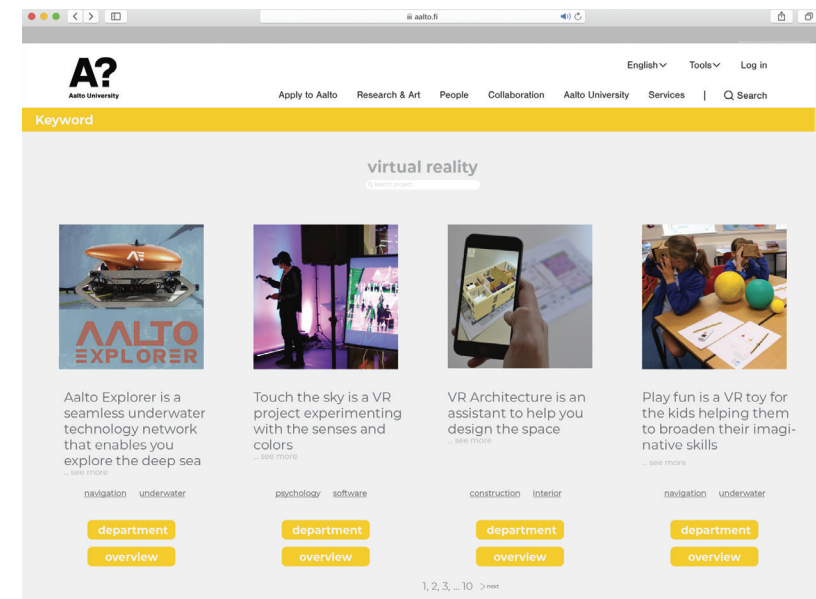 aalto.fi
A?
Aalto University
English Tools Log in
Apply to Aalto Research & Art People Collaboration Aalto University Services | Search
Keyword
virtual reality
Search project
AALTO
EXPLORER
Aalto Explorer is a
seamless underwater
technology network
that enables you
explore the deep sea
... see more
navigation underwater
department
overview
Touch the sky is a VR
project experimenting
with the senses and
colors
... see more
psychology software
department
overview
VR Architecture is an
assistant to help you
design the space
... see more
construction interior
department
overview
Play fun is a VR toy for
the kids helping them
to broaden their imagi-
native skills
... see more
navigation underwater
department
overview
1, 2, 3, ... 10 > next